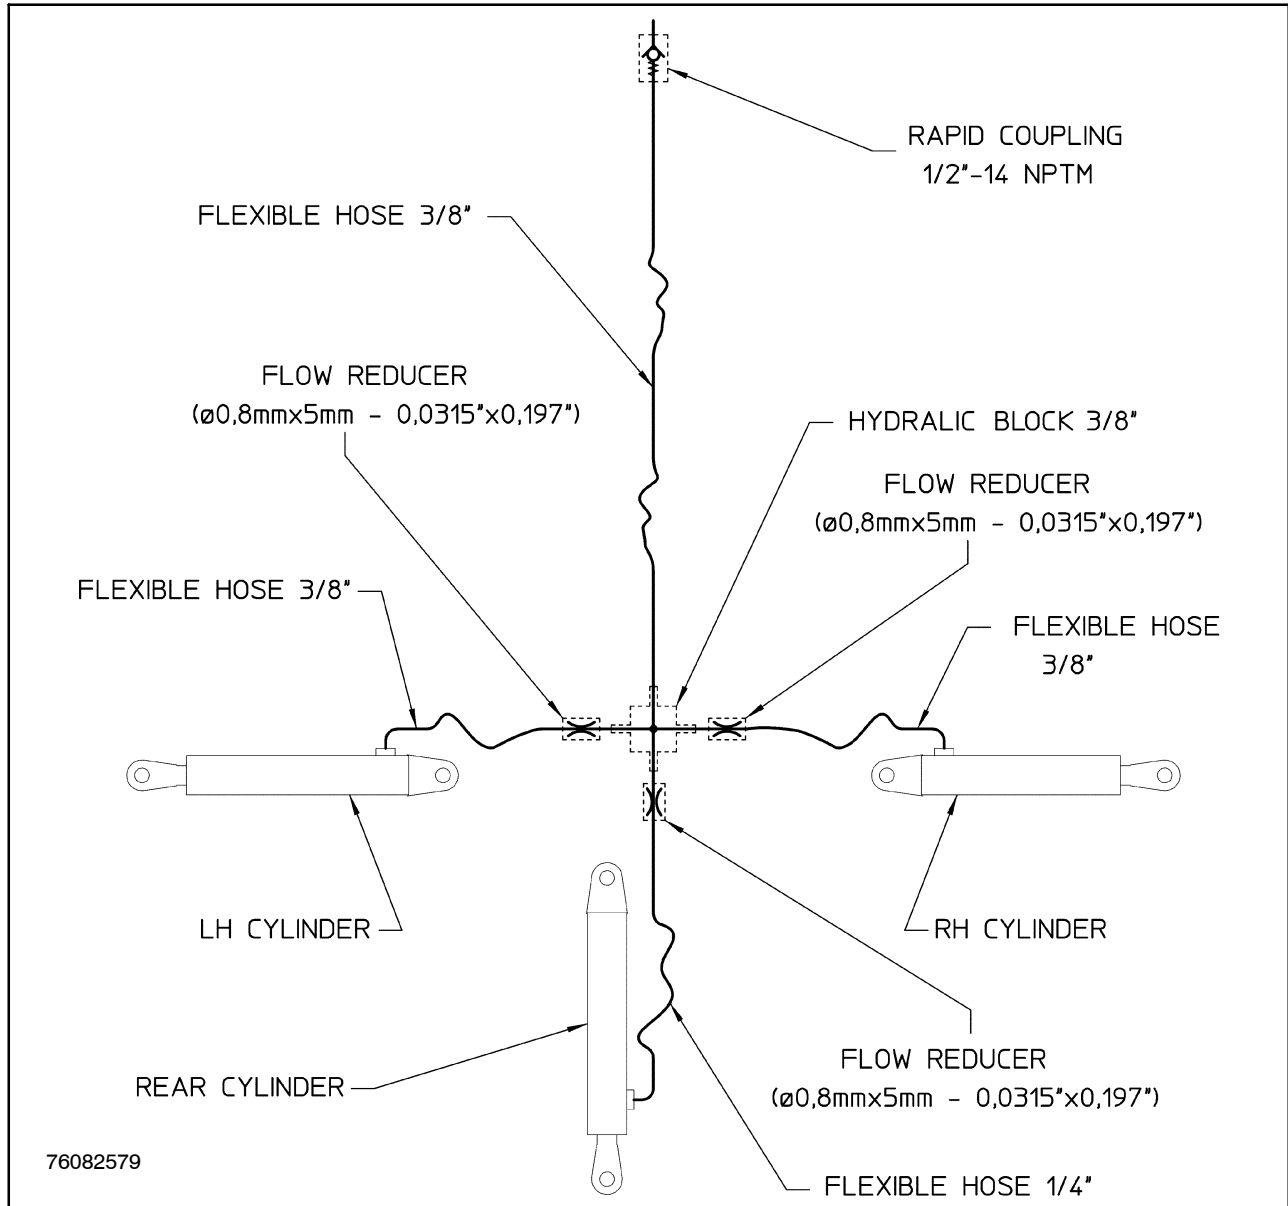 RAPID COUPLING
1/2"-14 NPTM
FLEXIBLE HOSE 3/8"
FLOW REDUCER
(ø0,8mmx5mm - 0,0315"x0,197")
HYDRALIC BLOCK 3/8"
FLOW REDUCER
(ø0,8mmx5mm - 0,0315"x0,197")
FLEXIBLE HOSE 3/8"
FLEXIBLE HOSE
3/8"
LH CYLINDER
RH CYLINDER
FLOW REDUCER
(ø0,8mmx5mm - 0,0315"x0,197")
REAR CYLINDER
76082579
FLEXIBLE HOSE 1/4"